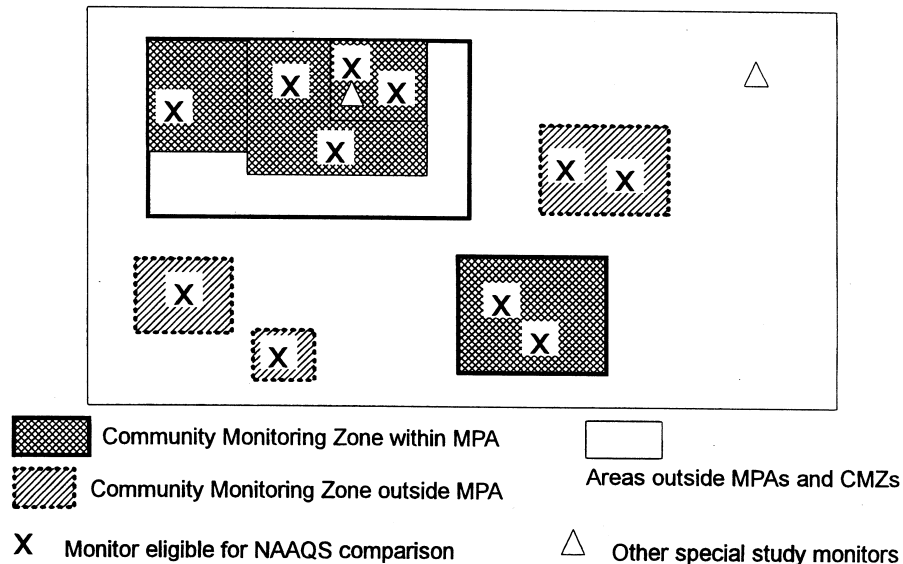 X
X
X
X
X
X
X
X
X
X
X
Community Monitoring Zone within MPA
Community Monitoring Zone outside MPA
Areas outside MPAs and CMZs
X Monitor eligible for NAAQS comparison
Other special study monitors